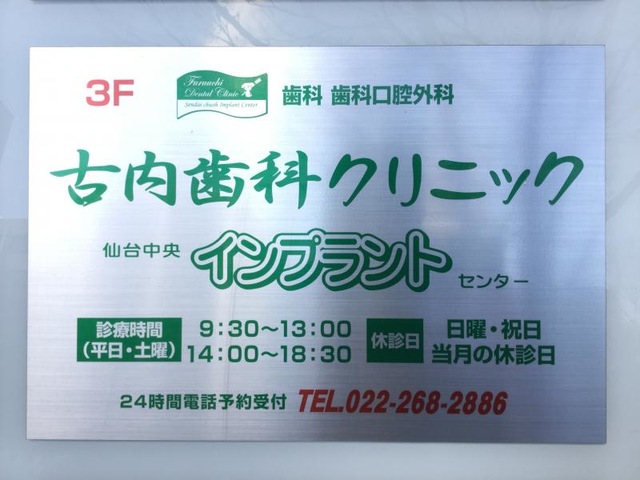 3F
Furuuchi
Dental Clinic
Sendai chuoh Implant Center
歯科 歯科口腔外科
古内歯科クリニック
仙台中央 インプラント センター
診療時間 (平日・土曜) 9:30～13:00 14:00～18:30
休診日 日曜・祝日 当月の休診日
24時間電話予約受付 TEL.022-268-2886